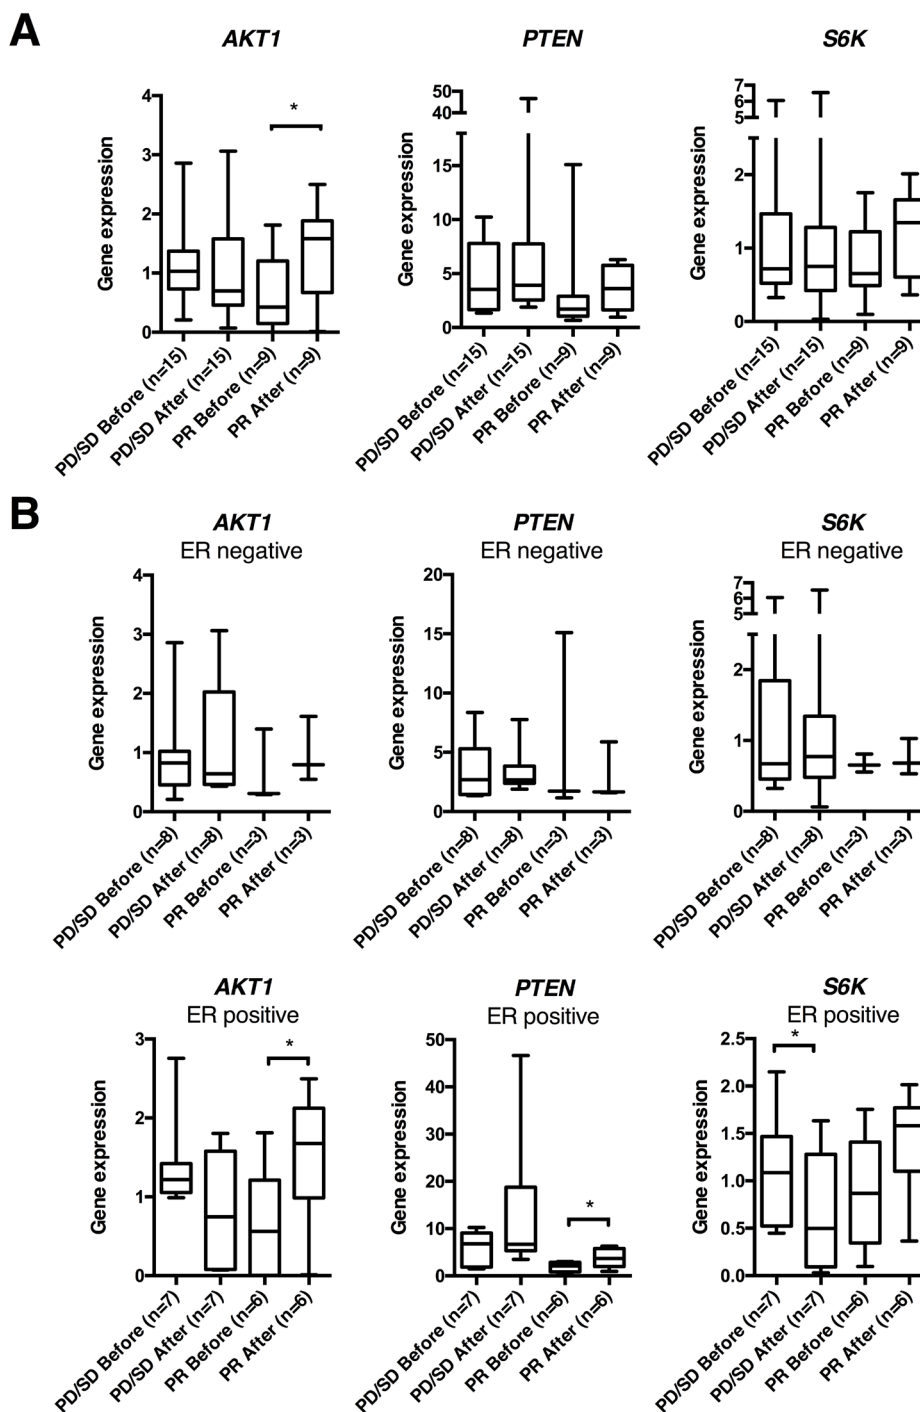 A
AKT1
PTEN
S6K
Gene expression
4
3
2
1
0
*
Gene expression
50
40
15
10
5
0
Gene expression
7
6
5
2
1
0
PD/SD Before (n=15)
PD/SD After (n=15)
PR Before (n=9)
PR After (n=9)
PD/SD Before (n=15)
PD/SD After (n=15)
PR Before (n=9)
PR After (n=9)
PD/SD Before (n=15)
PD/SD After (n=15)
PR Before (n=9)
PR After (n=9)
B
AKT1
ER negative
PTEN
ER negative
S6K
ER negative
Gene expression
4
3
2
1
0
Gene expression
20
15
10
5
0
Gene expression
7
6
5
2
1
0
PD/SD Before (n=8)
PD/SD After (n=8)
PR Before (n=3)
PR After (n=3)
PD/SD Before (n=8)
PD/SD After (n=8)
PR Before (n=3)
PR After (n=3)
PD/SD Before (n=8)
PD/SD After (n=8)
PR Before (n=3)
PR After (n=3)
AKT1
ER positive
PTEN
ER positive
S6K
ER positive
Gene expression
3
2
1
0
*
Gene expression
50
40
30
20
10
0
*
Gene expression
2.5
2.0
1.5
1.0
0.5
0.0
*
PD/SD Before (n=7)
PD/SD After (n=7)
PR Before (n=6)
PR After (n=6)
PD/SD Before (n=7)
PD/SD After (n=7)
PR Before (n=6)
PR After (n=6)
PD/SD Before (n=7)
PD/SD After (n=7)
PR Before (n=6)
PR After (n=6)